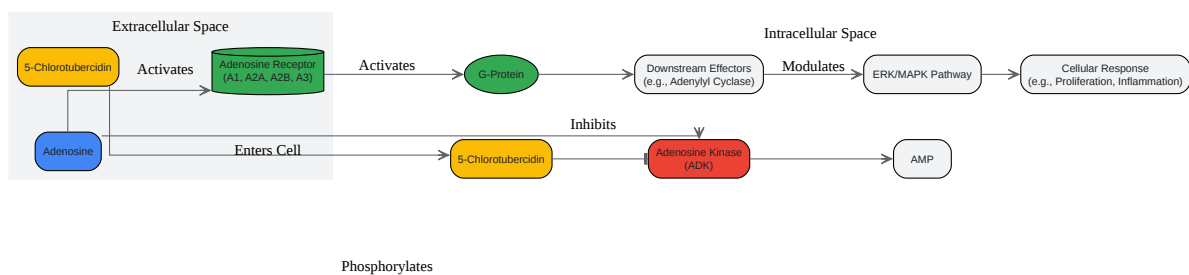 Extracellular Space
Intracellular Space
5-Chlorotubercidin
Activates
Adenosine Receptor
(A1, A2A, A2B, A3)
Activates
G-Protein
Downstream Effectors
(e.g., Adenylyl Cyclase)
Modulates
ERK/MAPK Pathway
Cellular Response
(e.g., Proliferation, Inflammation)
Adenosine
Inhibits
Enters Cell
5-Chlorotubercidin
Adenosine Kinase
(ADK)
AMP
Phosphorylates